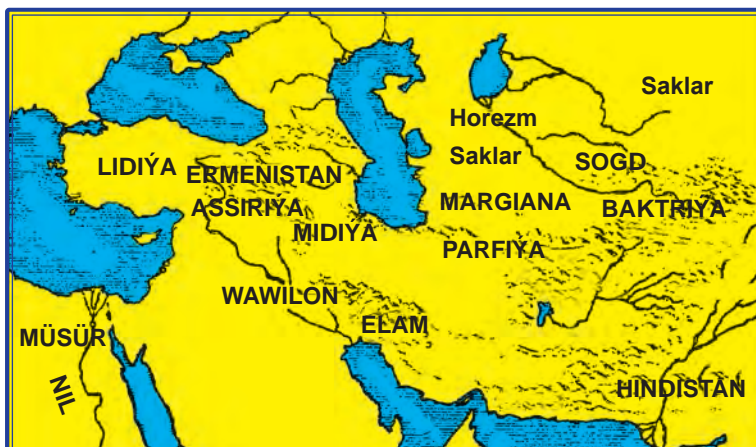 Saklar
Horezm
Saklar
SOGD
LIDIÝA
ERMENISTAN
ASSIRIÝA
MARGIANA
BAKTRIÝA
MIDIÝA
PARFIÝA
WAWILON
ELAM
MÜSÜR
NIL
HINDISTAN